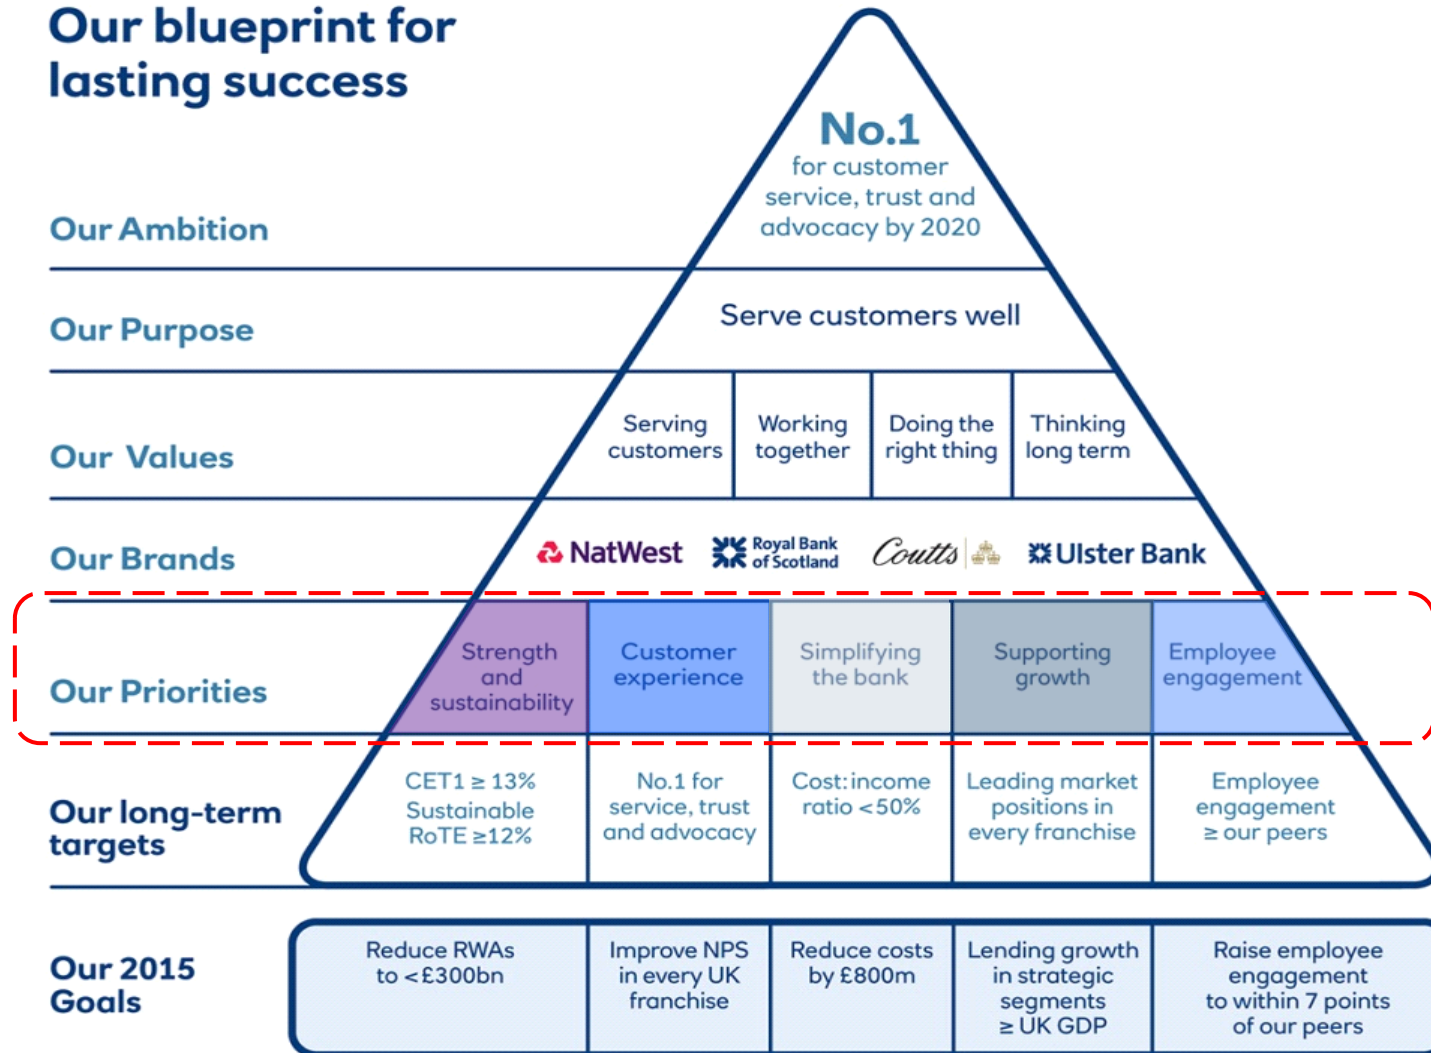 Our blueprint for
lasting success
No.1
for customer
service, trust and
advocacy by 2020
Our Ambition
Our Purpose
Serve customers well
Our Values
Serving
customers
Working
together
Doing the
right thing
Thinking
long term
Our Brands
NatWest
Royal Bank
of Scotland
Coutts
Ulster Bank
Our Priorities
Strength
and
sustainability
Customer
experience
Simplifying
the bank
Supporting
growth
Employee
engagement
Our long-term
targets
CET1 ≥ 13%
Sustainable
RoTE ≥12%
No.1 for
service, trust
and advocacy
Cost: income
ratio <50%
Leading market
positions in
every franchise
Employee
engagement
≥ our peers
Our 2015
Goals
Reduce RWAs
to <£300bn
Improve NPS
in every UK
franchise
Reduce costs
by £800m
Lending growth
in strategic
segments
≥ UK GDP
Raise employee
engagement
to within 7 points
of our peers